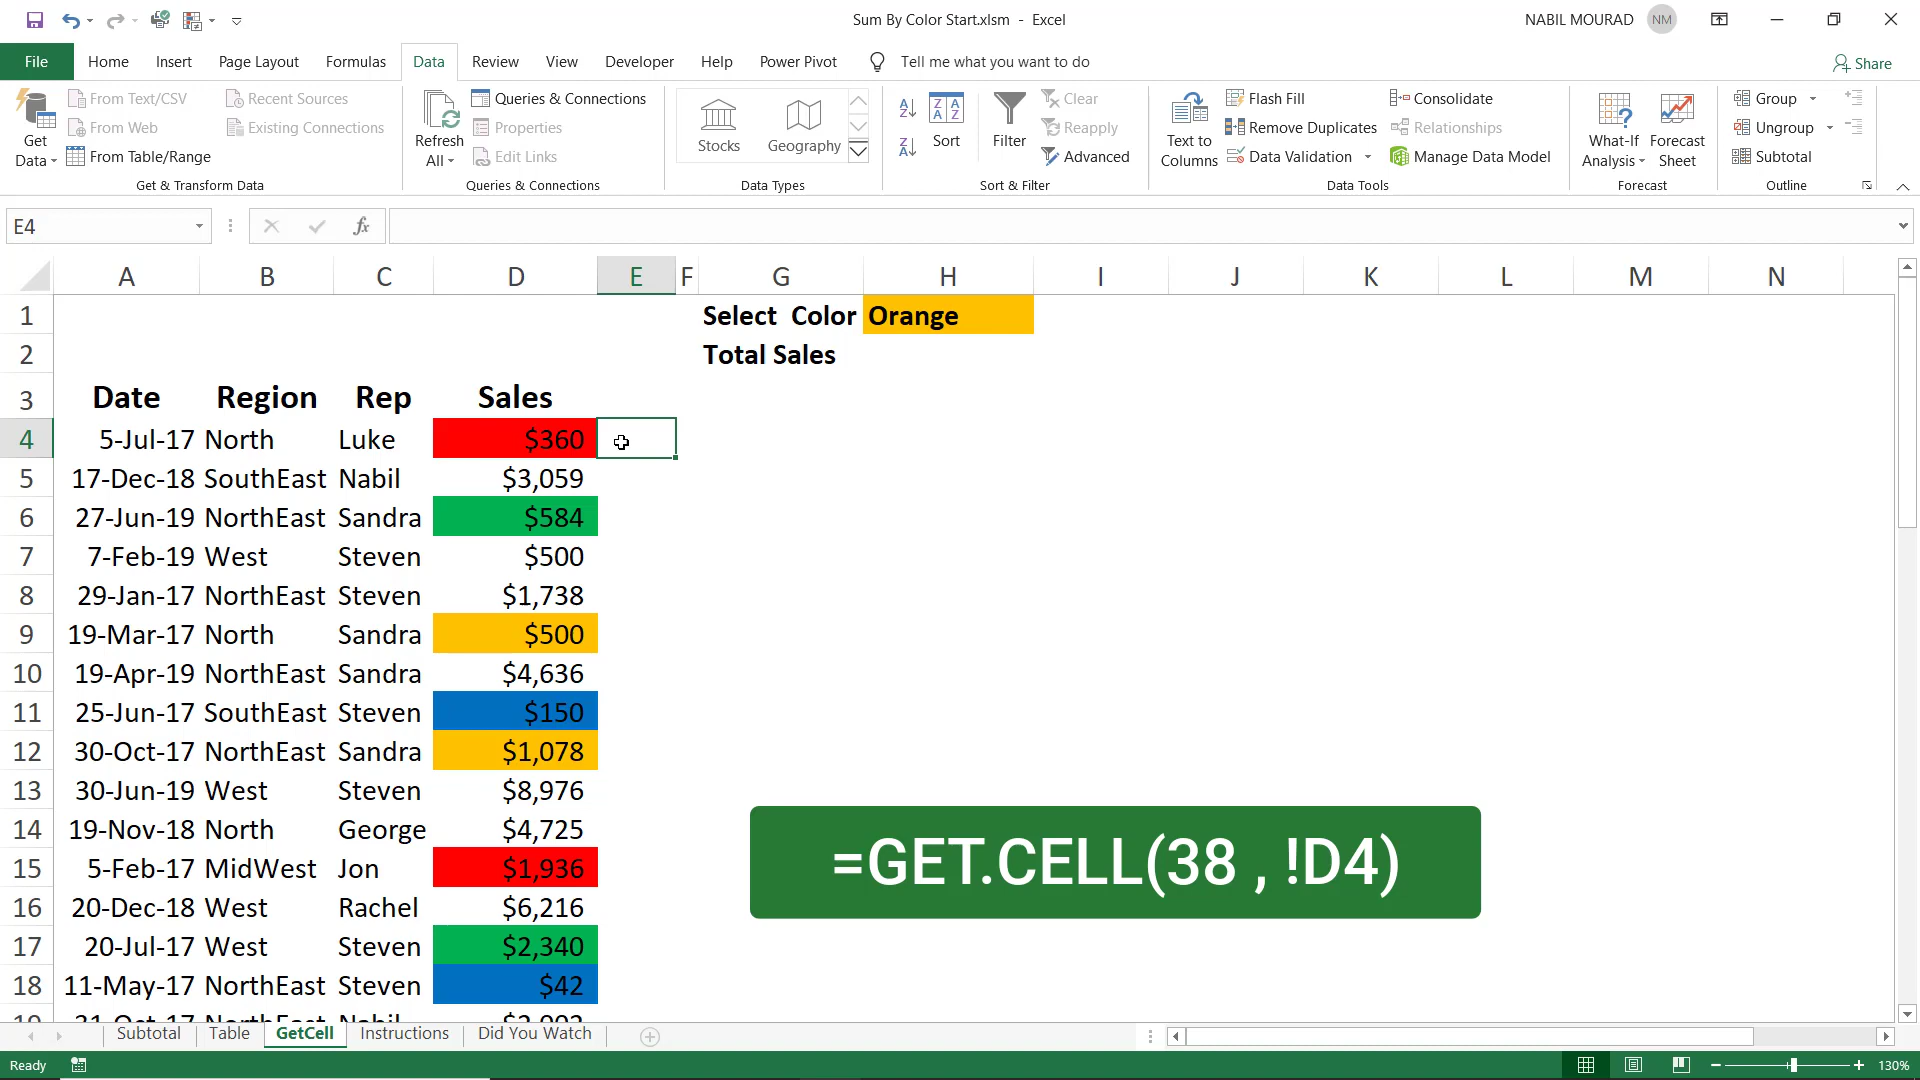 Sum By Color Start.xlsm - Excel
NABIL MOURAD NM
File Home Insert Page Layout Formulas Data Review View Developer Help Power Pivot Tell me what you want to do Share
Get Data
From Text/CSV
From Web
From Table/Range
Recent Sources
Existing Connections
Get & Transform Data
Refresh All
Queries & Connections
Properties
Edit Links
Queries & Connections
Stocks
Geography
Data Types
Sort
Filter
Clear
Reapply
Advanced
Sort & Filter
Text to Columns
Flash Fill
Remove Duplicates
Data Validation
Consolidate
Relationships
Manage Data Model
Data Tools
What-If Analysis
Forecast Sheet
Forecast
Group
Ungroup
Subtotal
Outline
E4 fx
A B C D E F G H I J K L M N
1 Select Color Orange
2 Total Sales
3 Date Region Rep Sales
4 5-Jul-17 North Luke $360
5 17-Dec-18 SouthEast Nabil $3,059
6 27-Jun-19 NorthEast Sandra $584
7 7-Feb-19 West Steven $500
8 29-Jan-17 NorthEast Steven $1,738
9 19-Mar-17 North Sandra $500
10 19-Apr-19 NorthEast Sandra $4,636
11 25-Jun-17 SouthEast Steven $150
12 30-Oct-17 NorthEast Sandra $1,078
13 30-Jun-19 West Steven $8,976
14 19-Nov-18 North George $4,725
15 5-Feb-17 MidWest Jon $1,936
16 20-Dec-18 West Rachel $6,216
17 20-Jul-17 West Steven $2,340
18 11-May-17 NorthEast Steven $42
=GET.CELL(38 , !D4)
Subtotal Table GetCell Instructions Did You Watch
Ready 130%